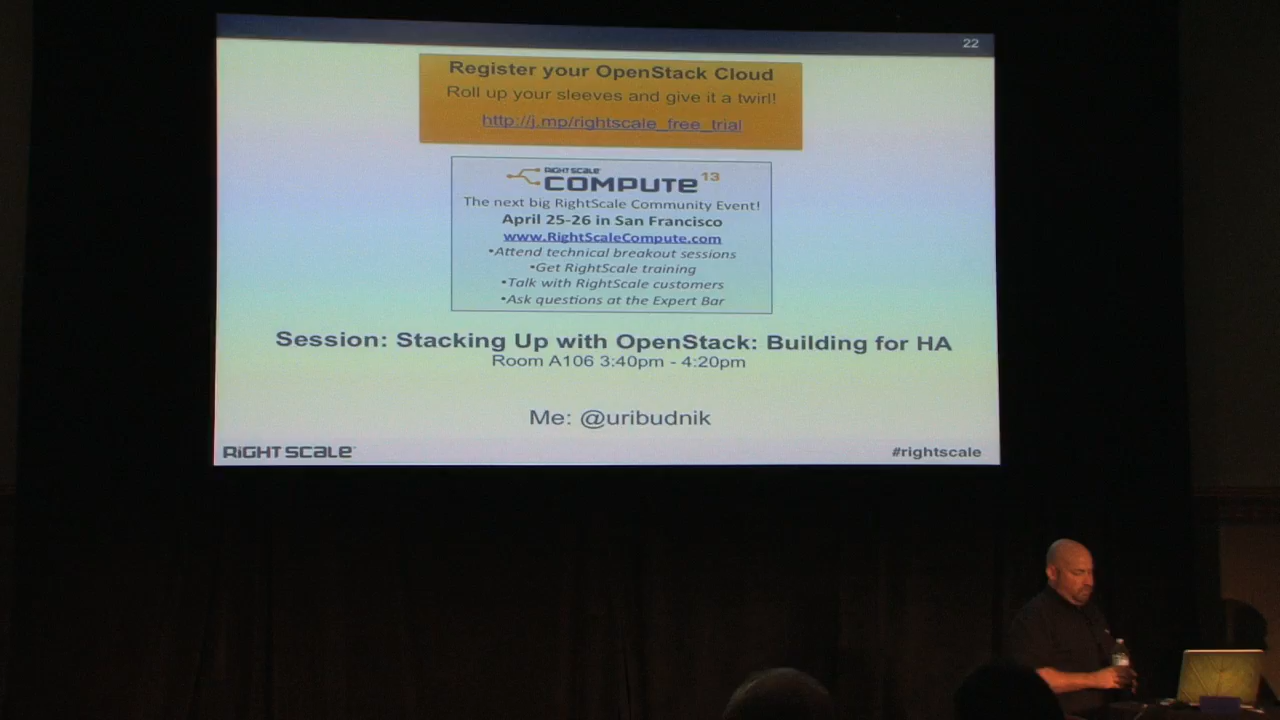 22
Register your OpenStack Cloud
Roll up your sleeves and give it a twirl!
http://j.mp/rightscale_free_trial
RIGHTSCALE
COMPUTE 13
The next big RightScale Community Event!
April 25-26 in San Francisco
www.RightScaleCompute.com
•Attend technical breakout sessions
•Get RightScale training
•Talk with RightScale customers
•Ask questions at the Expert Bar
Session: Stacking Up with OpenStack: Building for HA
Room A106 3:40pm - 4:20pm
Me: @uribudnik
RIGHTSCALE
#rightscale